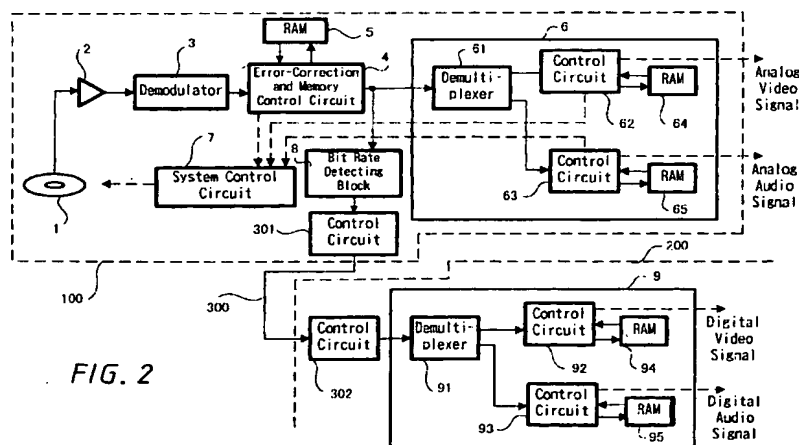 RAM
5
6
2
3
4
61
Error-Correction
and Memory
Control Circuit
Demodulator
Demulti-
plexer
Control
Circuit
RAM
62
64
Analog
Video
Signal
7
8
Bit Rate
Detecting
Block
System Control
Circuit
Control
Circuit
RAM
63
65
Analog
Audio
Signal
1
301
Control
Circuit
100
200
300
9
Control
Circuit
302
Demulti-
plexer
91
Control
Circuit
RAM
92
94
Digital
Video
Signal
FIG. 2
Control
Circuit
RAM
93
95
Digital
Audio
Signal